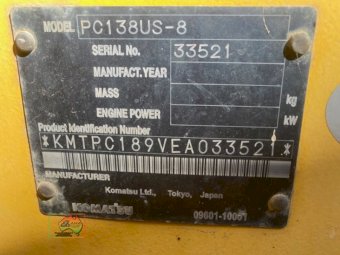 MODEL PC138US-8
SERIAL NO. 33521
MANUFACT.YEAR
MASS kg
ENGINE POWER kW
Product Identification Number
*KMTPC189VEA033521*
MANUFACTURER
Komatsu Ltd., Tokyo, Japan
KOMATSU 09601-10051